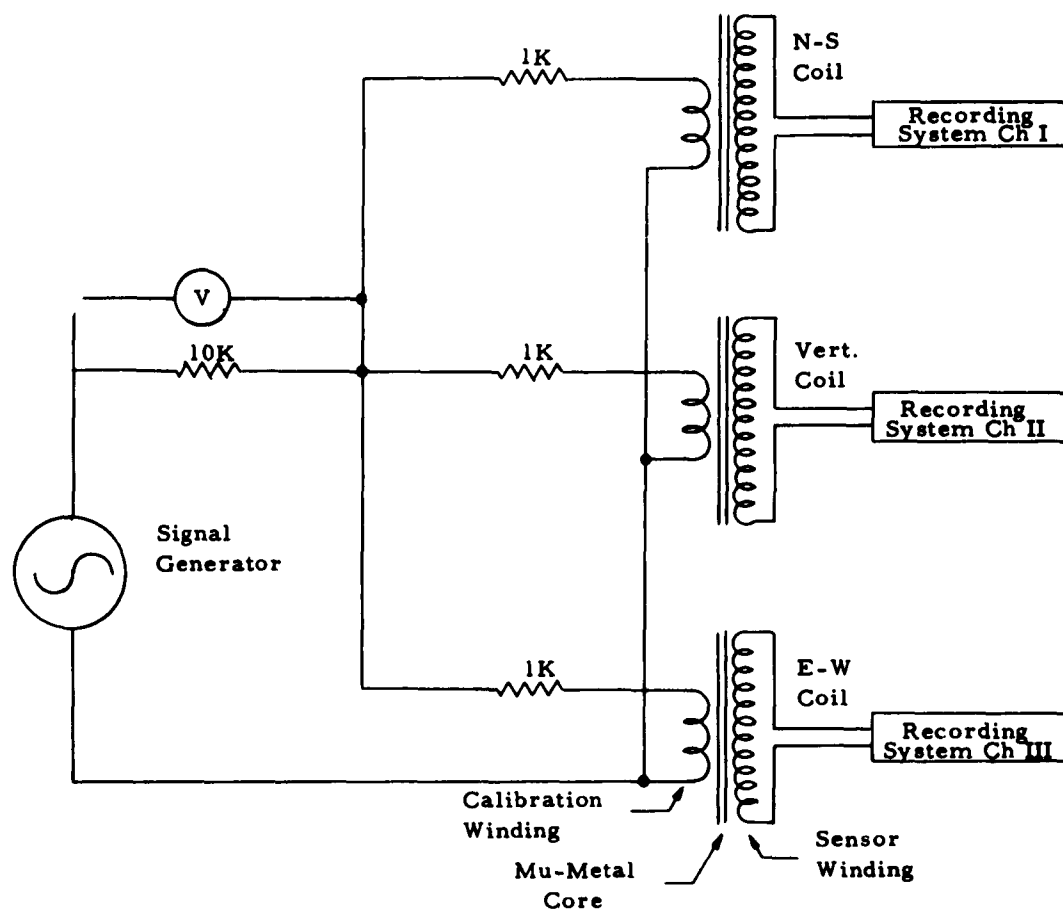 1K
N-S
Coil
Recording
System Ch I
V
10K
1K
Vert.
Coil
Recording
System Ch II
Signal
Generator
1K
E-W
Coil
Recording
System Ch III
Calibration
Winding
Mu-Metal
Core
Sensor
Winding